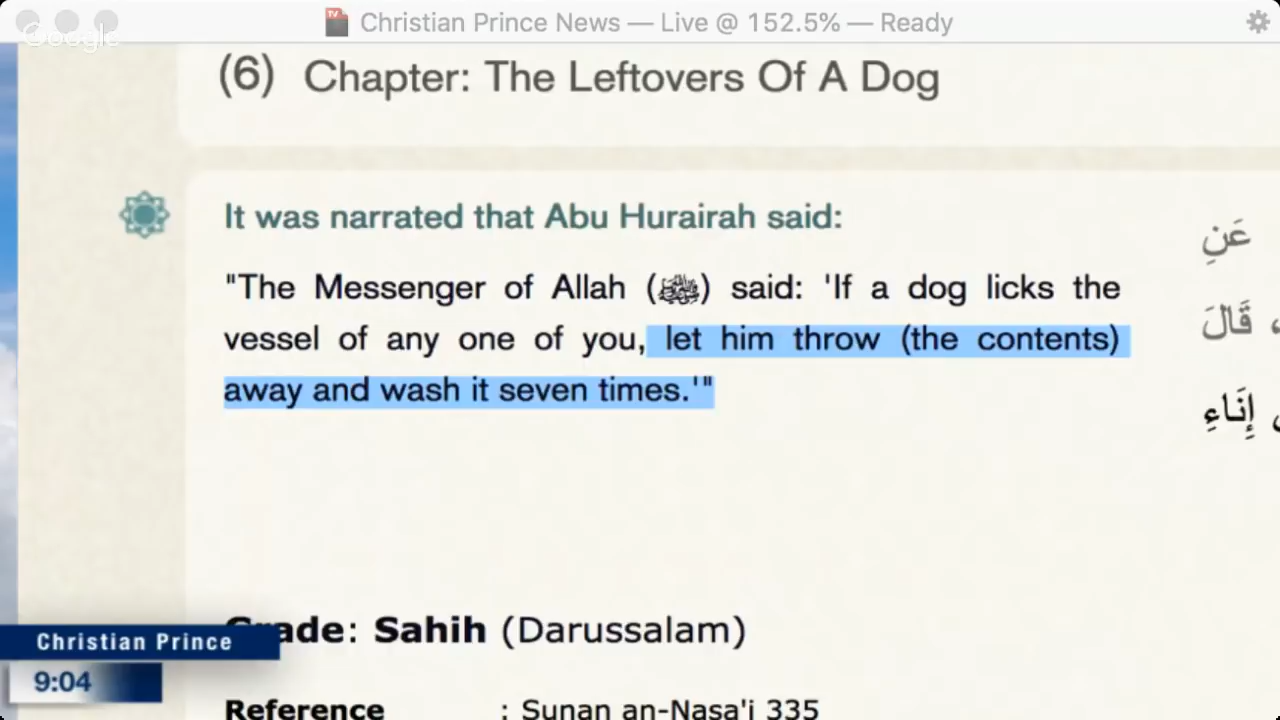 Christian Prince News — Live @ 152.5% — Ready
Google
(6) Chapter: The Leftovers Of A Dog
It was narrated that Abu Hurairah said:
عَنِ
"The Messenger of Allah (ﷺ) said: 'If a dog licks the
قَالَ
vessel of any one of you, let him throw (the contents)
away and wash it seven times.'"
إِنَاءِ
Grade: Sahih (Darussalam)
Christian Prince
9:04
Reference : Sunan an-Nasa'i 335